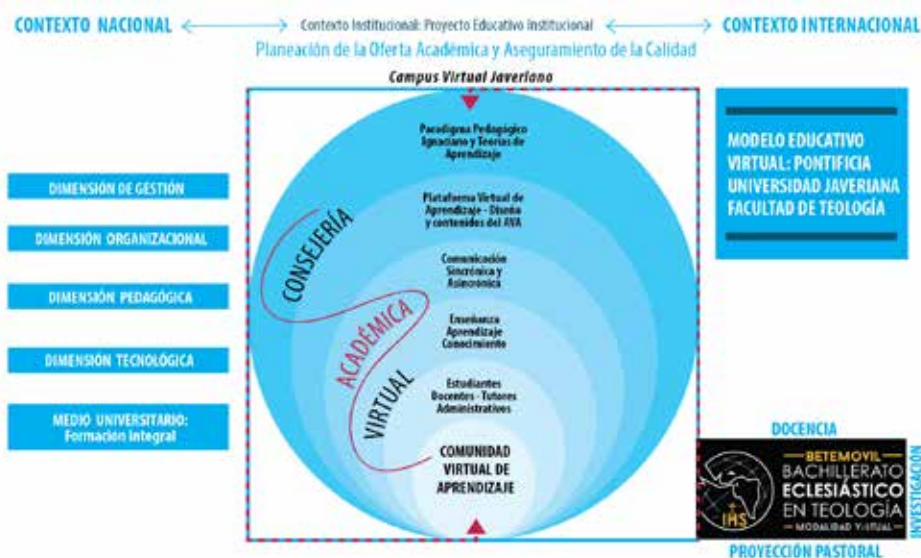 CONTEXTO NACIONAL
Contexto Institucional: Proyecto Educativo Institucional
CONTEXTO INTERNACIONAL
Planeación de la Oferta Académica y Aseguramiento de la Calidad
Campus Virtual Javeriano
Paradigma Pedagógico
Ignaciano y Teorías de
Aprendizaje
MODELO EDUCATIVO
VIRTUAL: PONTIFICIA
UNIVERSIDAD JAVERIANA
FACULTAD DE TEOLOGÍA
DIMENSIÓN DE GESTIÓN
DIMENSIÓN ORGANIZACIONAL
DIMENSIÓN PEDAGÓGICA
DIMENSIÓN TECNOLÓGICA
MEDIO UNIVERSITARIO:
Formación Integral
Plataforma Virtual de
Aprendizaje - Diseño
y contenidos del AVA
CONSEJERÍA
ACADÉMICA
VIRTUAL
Comunicación
Sincrónica y
Asincrónica
Enseñanza
Aprendizaje
Conocimiento
Estudiantes
Docentes - Tutores
Administrativos
COMUNIDAD
VIRTUAL DE
APRENDIZAJE
DOCENCIA
BETEMOVIL
BACHILLERATO
ECLESIÁSTICO
EN TEOLOGÍA
MODALIDAD VIRTUAL
IHS
INVESTIGACIÓN
PROYECCIÓN PASTORAL